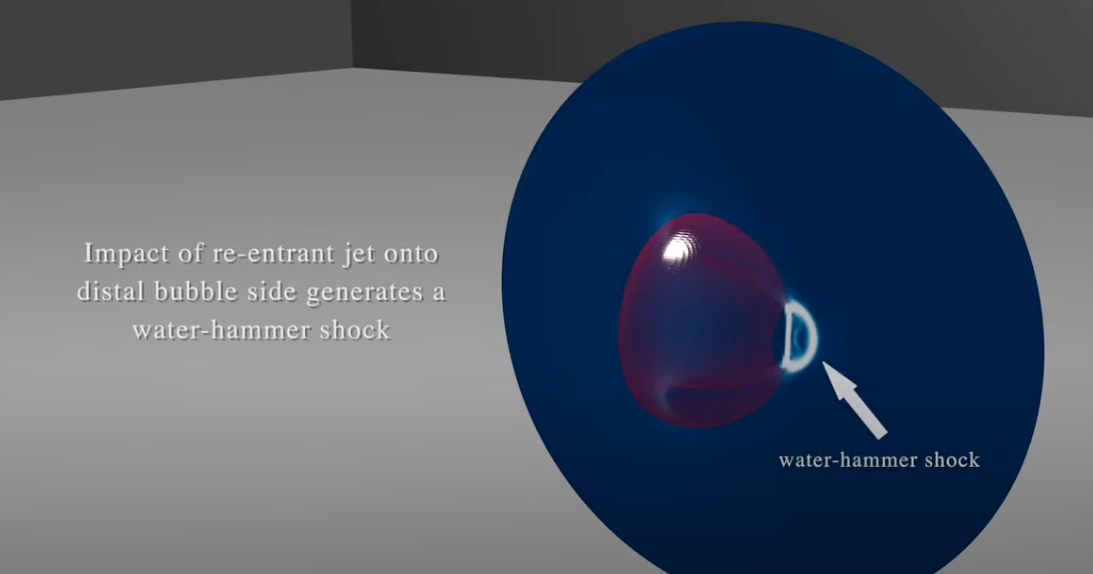 Impact of re-entrant jet onto
distal bubble side generates a
water-hammer shock
water-hammer shock